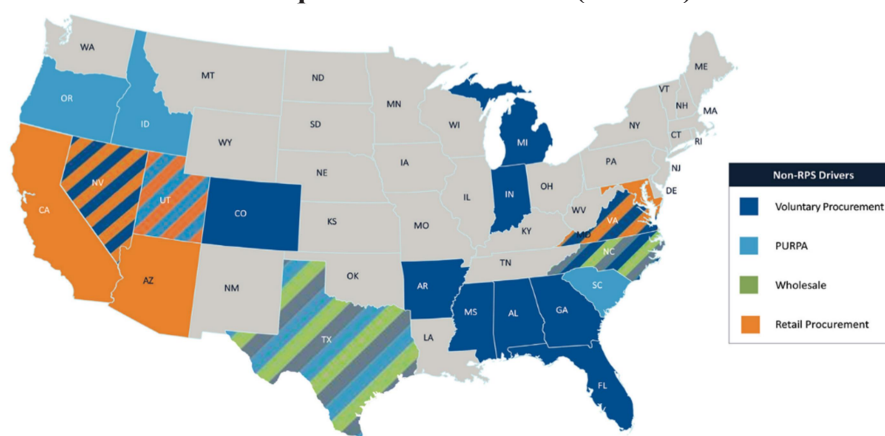 WA
MT
ND
MN
ME
VT
NH
MA
OR
ID
SD
WI
NY
CT
RI
WY
MI
PA
NJ
IA
NE
OH
DE
NV
UT
IL
IN
CO
KS
MO
WV
VA
KY
MD
CA
NC
TN
AZ
NM
OK
AR
SC
MS
AL
GA
TX
LA
FL
Non-RPS Drivers
Voluntary Procurement
PURPA
Wholesale
Retail Procurement